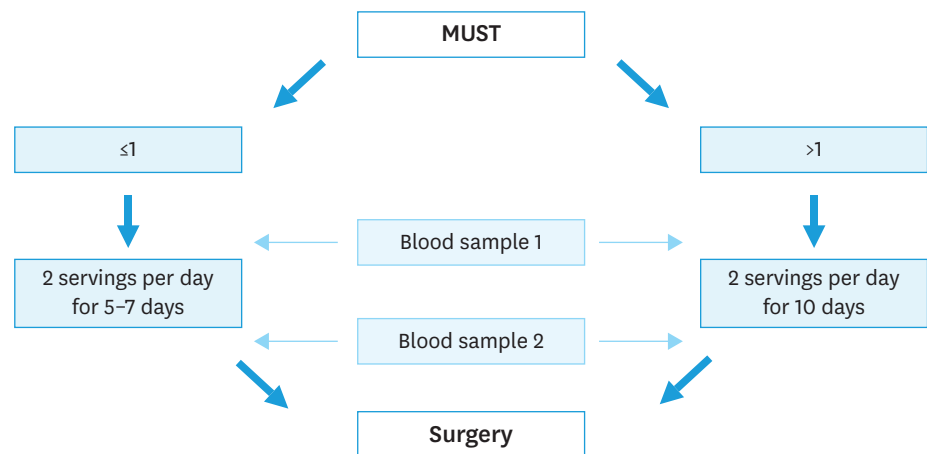 MUST
≤1
>1
Blood sample 1
2 servings per day
for 5–7 days
2 servings per day
for 10 days
Blood sample 2
Surgery